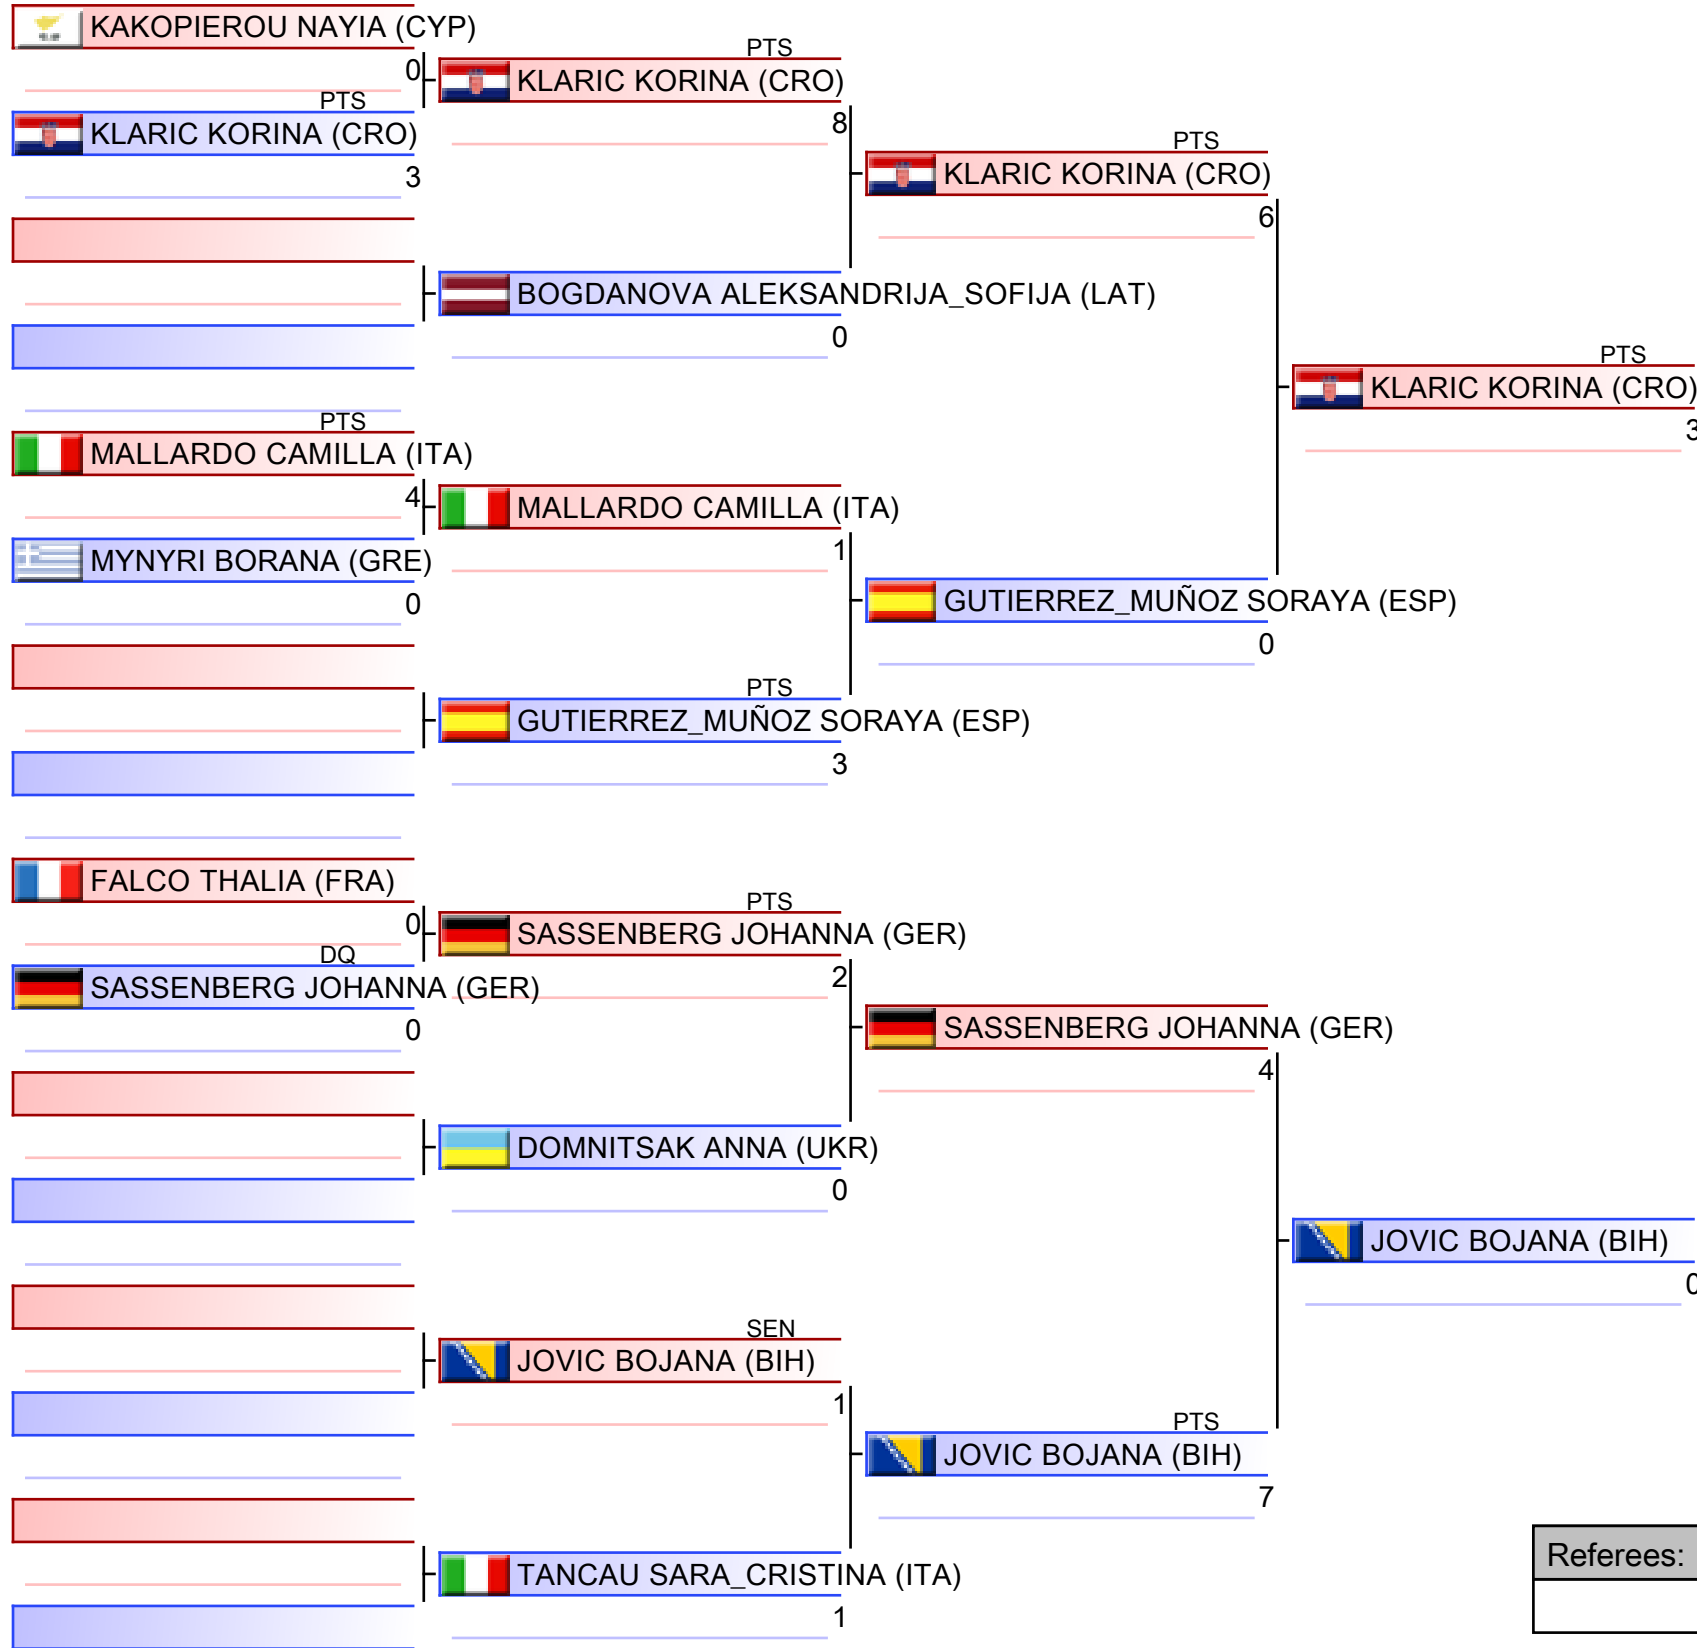 KAKOPIEROU NAYIA (CYP)
0
PTS
KLARIC KORINA (CRO)
3
PTS
MALLARDO CAMILLA (ITA)
4
MYNYRI BORANA (GRE)
0
FALCO THALIA (FRA)
0
DQ
SASSENBERG JOHANNA (GER)
0
PTS
KLARIC KORINA (CRO)
8
BOGDANOVA ALEKSANDRIJA_SOFIJA (LAT)
0
MALLARDO CAMILLA (ITA)
1
PTS
GUTIERREZ_MUÑOZ SORAYA (ESP)
3
PTS
SASSENBERG JOHANNA (GER)
2
DOMNITSAK ANNA (UKR)
0
SEN
JOVIC BOJANA (BIH)
1
TANCAU SARA_CRISTINA (ITA)
1
PTS
KLARIC KORINA (CRO)
6
GUTIERREZ_MUÑOZ SORAYA (ESP)
0
SASSENBERG JOHANNA (GER)
4
PTS
JOVIC BOJANA (BIH)
7
PTS
KLARIC KORINA (CRO)
3
JOVIC BOJANA (BIH)
0
Referees: